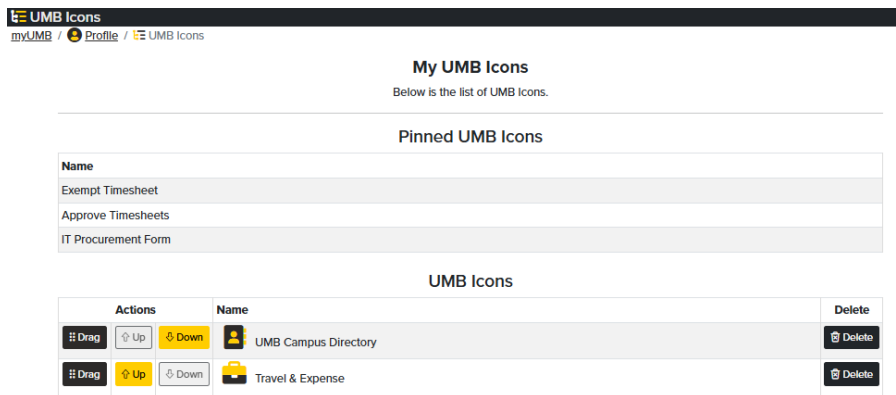 UMB Icons
myUMB / Profile / UMB Icons
My UMB Icons
Below is the list of UMB Icons.
Pinned UMB Icons
Name
Exempt Timesheet
Approve Timesheets
IT Procurement Form
UMB Icons
Actions Name Delete
Drag Up Down UMB Campus Directory Delete
Drag Up Down Travel & Expense Delete